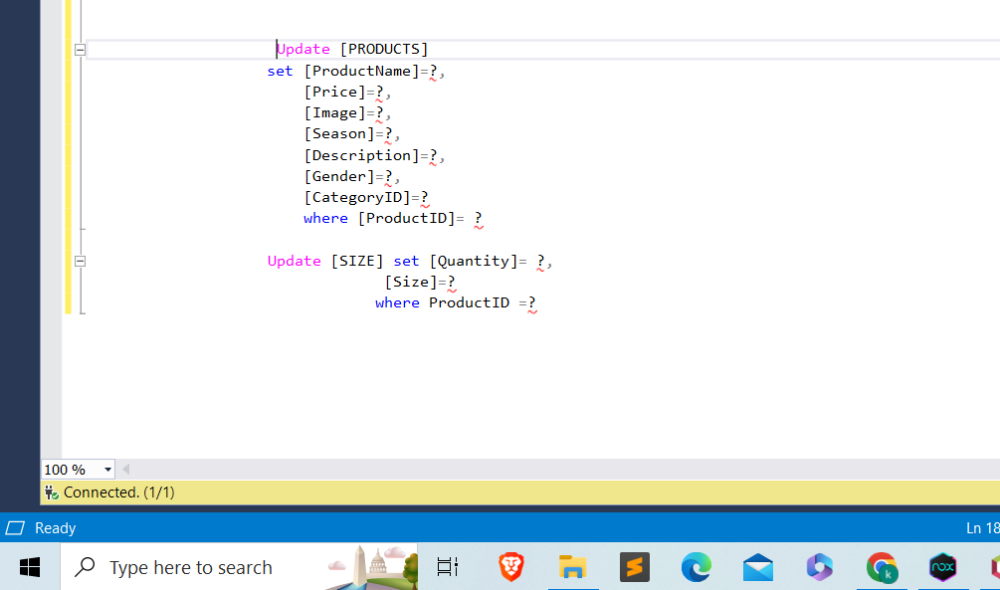 Update [PRODUCTS]
set [ProductName]=?,
[Price]=?,
[Image]=?,
[Season]=?,
[Description]=?,
[Gender]=?,
[CategoryID]=?
where [ProductID]= ?
Update [SIZE] set [Quantity]= ?,
[Size]=?
where ProductID =?
100 %
Connected. (1/1)
Ready
Ln 18
Type here to search
nox
k